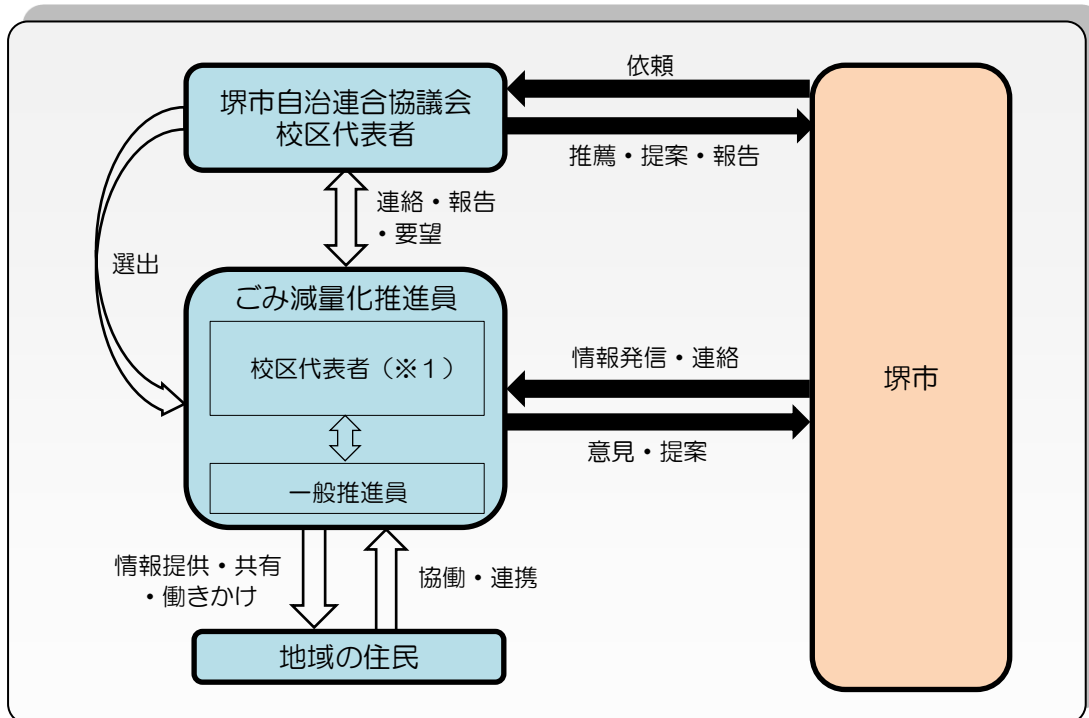 依頼
堺市自治連合協議会
校区代表者
推薦・提案・報告
連絡・報告
・要望
選出
ごみ減量化推進員
校区代表者（※１）
情報発信・連絡
堺市
意見・提案
一般推進員
情報提供・共有
・働きかけ
協働・連携
地域の住民